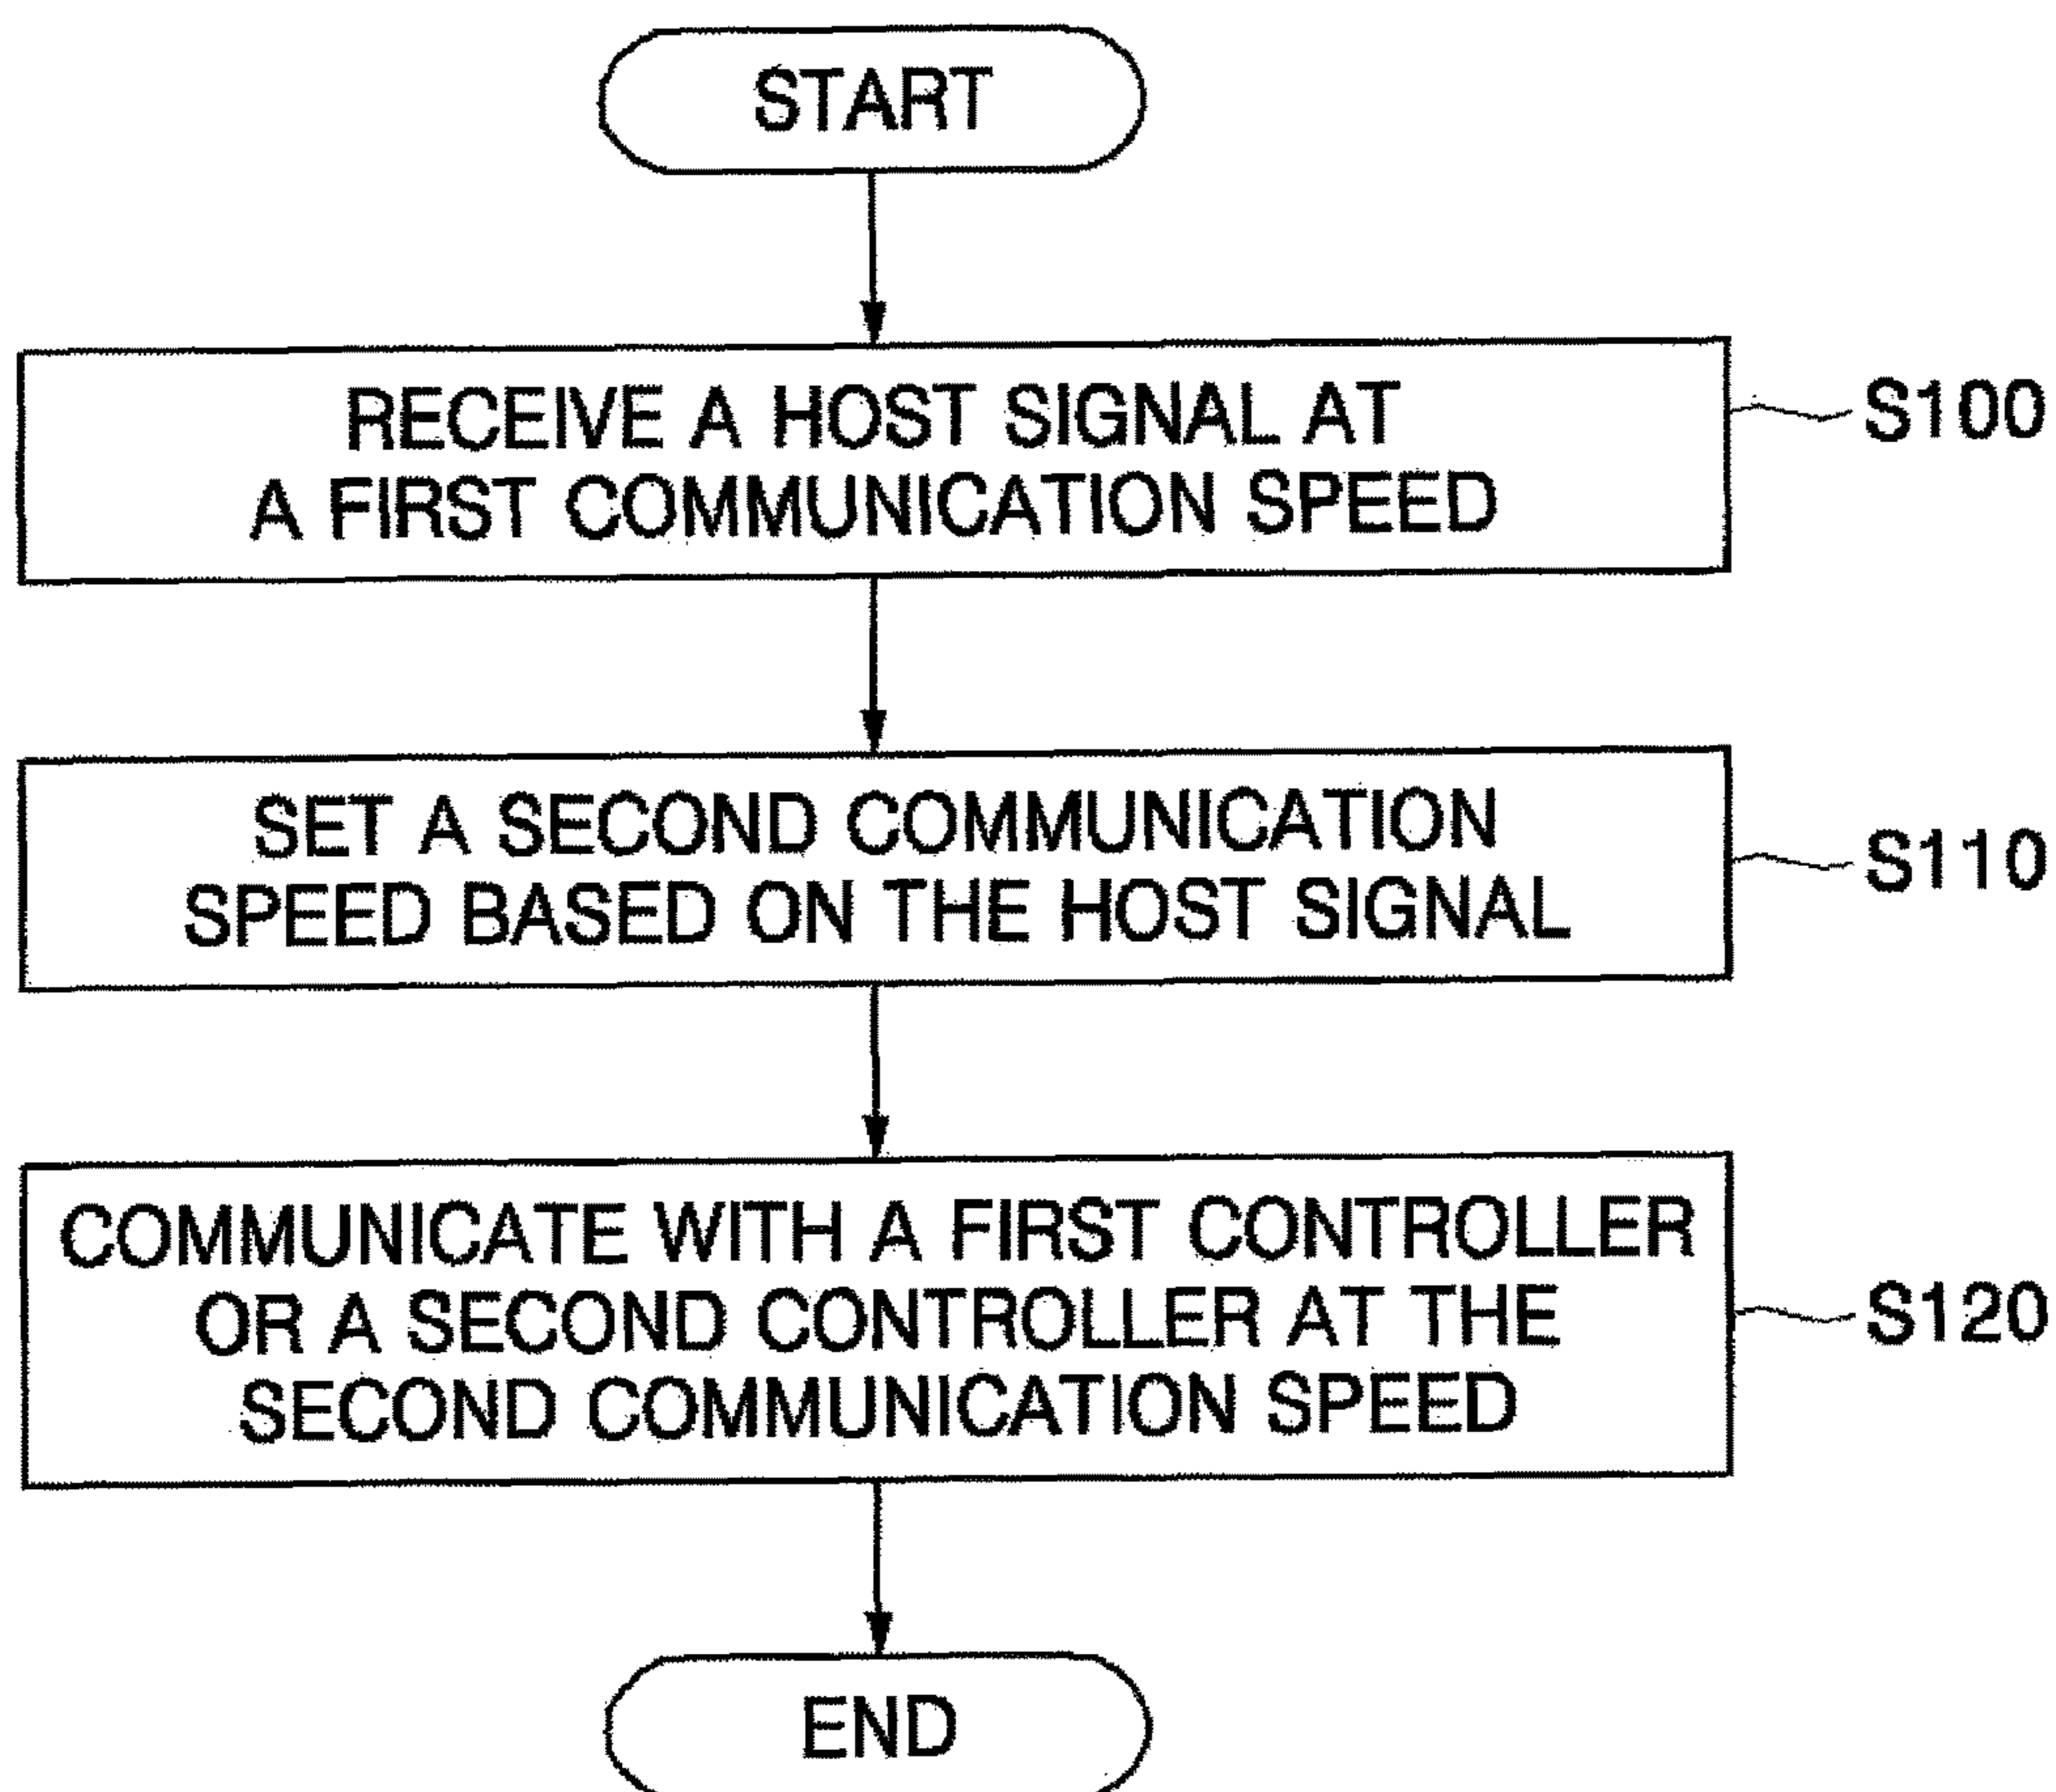 START
RECEIVE A HOST SIGNAL AT
A FIRST COMMUNICATION SPEED
S100
SET A SECOND COMMUNICATION
SPEED BASED ON THE HOST SIGNAL
S110
COMMUNICATE WITH A FIRST CONTROLLER
OR A SECOND CONTROLLER AT THE
SECOND COMMUNICATION SPEED
S120
END